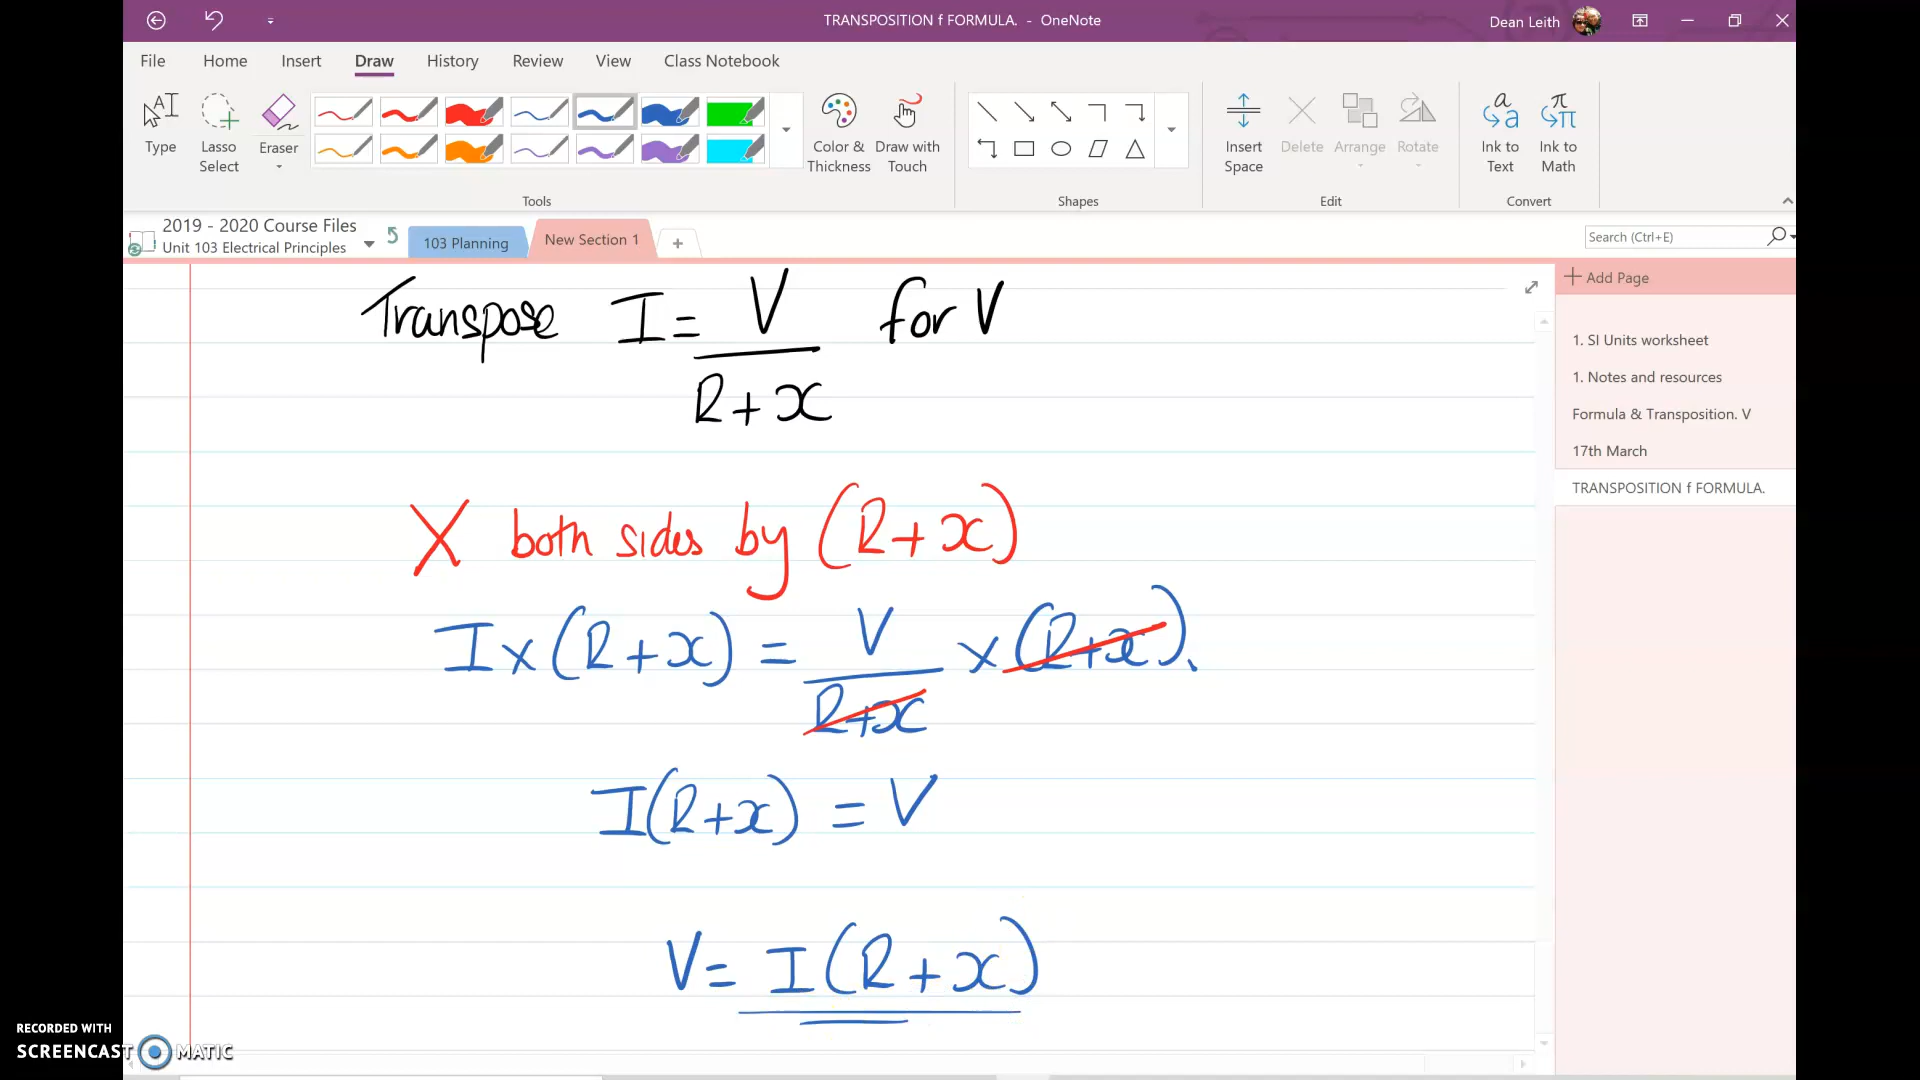 TRANSPOSITION f FORMULA. - OneNote
Dean Leith
File Home Insert Draw History Review View Class Notebook
Type
Lasso Select
Eraser
Color & Thickness
Draw with Touch
Insert Space
Delete
Arrange
Rotate
Ink to Text
Ink to Math
Tools Shapes Edit Convert
2019 - 2020 Course Files
Unit 103 Electrical Principles
103 Planning
New Section 1
Search (Ctrl+E)
Add Page
1. SI Units worksheet
1. Notes and resources
Formula & Transposition. V
17th March
TRANSPOSITION f FORMULA.
Transpose I = V / R+x for V
X both sides by (R+x)
I x (R+x) = V / R+x x (R+x).
I(R+x) = V
V = I(R+x)
RECORDED WITH
SCREENCAST MATIC